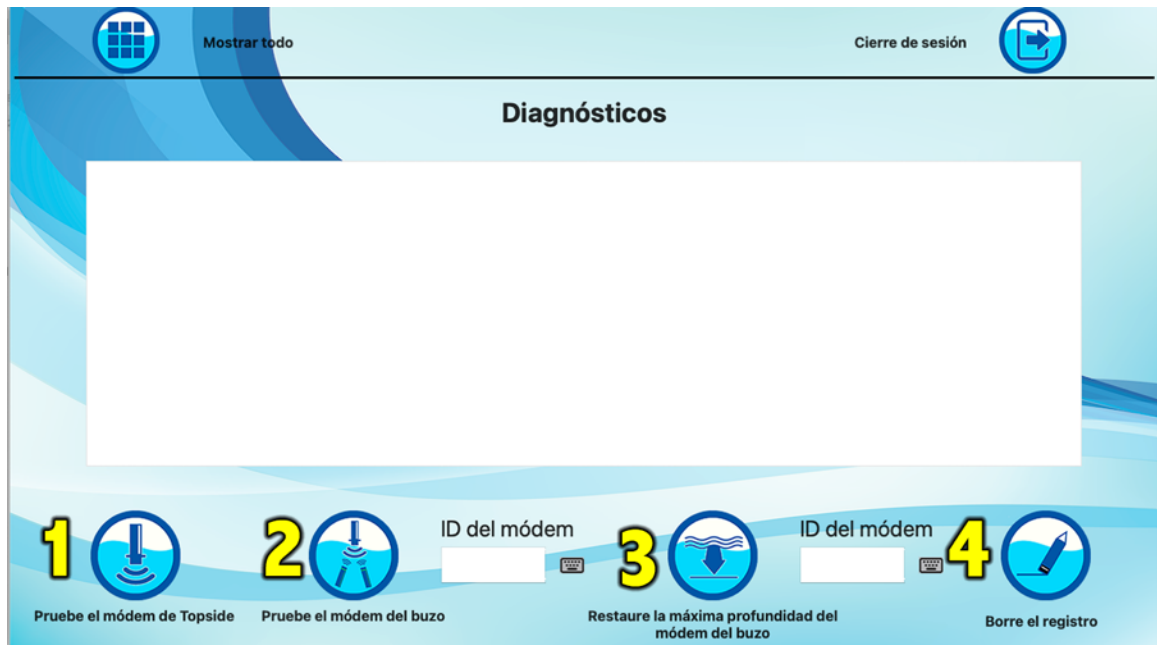 Mostrar todo
Cierre de sesión
Diagnósticos
1
Pruebe el módem de Topside
2
Pruebe el módem del buzo
ID del módem
3
Restaure la máxima profundidad del
módem del buzo
ID del módem
4
Borre el registro